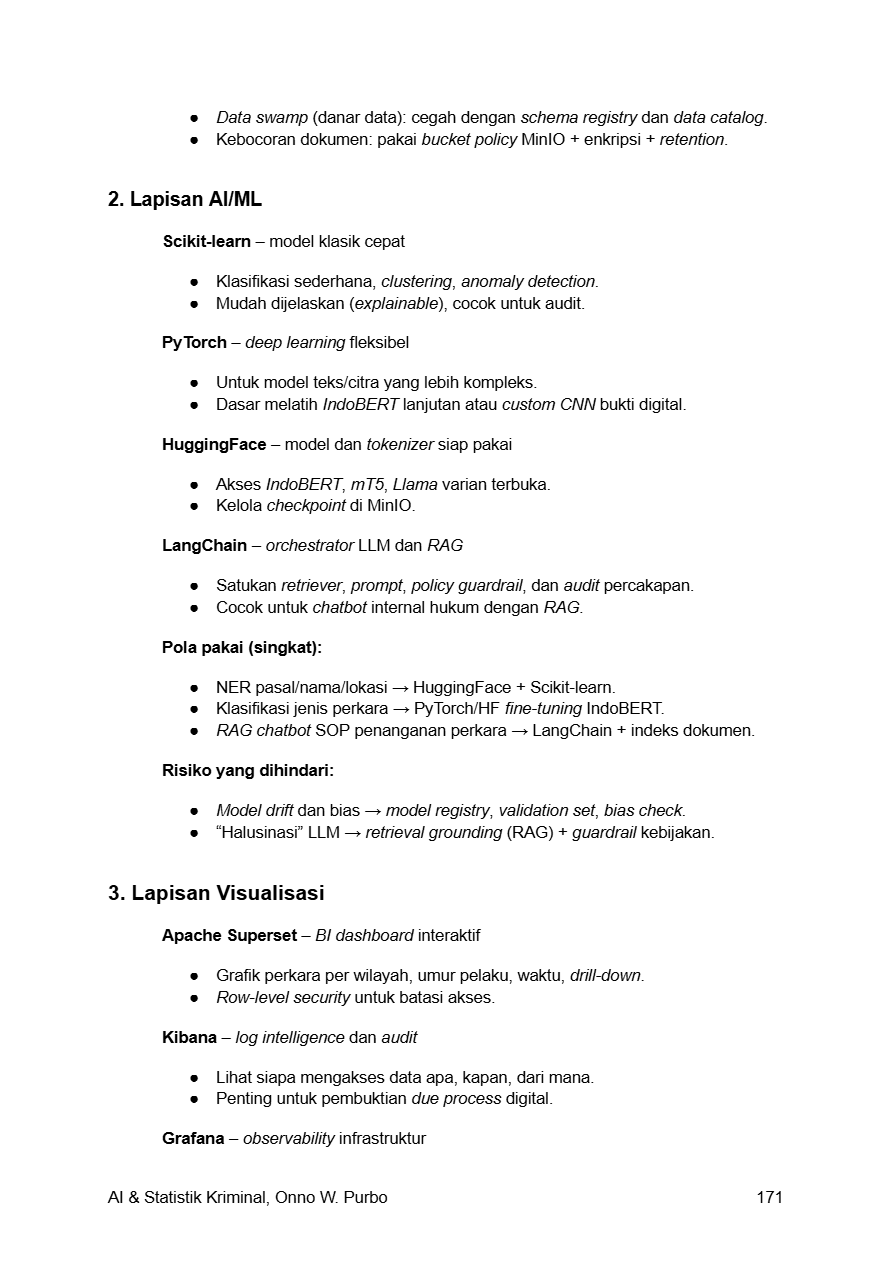 ● Data swamp (danar data): cegah dengan schema registry dan data catalog.
● Kebocoran dokumen: pakai bucket policy MinIO + enkripsi + retention.
2. Lapisan AI/ML
Scikit-learn – model klasik cepat
● Klasifikasi sederhana, clustering, anomaly detection.
● Mudah dijelaskan (explainable), cocok untuk audit.
PyTorch – deep learning fleksibel
● Untuk model teks/citra yang lebih kompleks.
● Dasar melatih IndoBERT lanjutan atau custom CNN bukti digital.
HuggingFace – model dan tokenizer siap pakai
● Akses IndoBERT, mT5, Llama varian terbuka.
● Kelola checkpoint di MinIO.
LangChain – orchestrator LLM dan RAG
● Satukan retriever, prompt, policy guardrail, dan audit percakapan.
● Cocok untuk chatbot internal hukum dengan RAG.
Pola pakai (singkat):
● NER pasal/nama/lokasi → HuggingFace + Scikit-learn.
● Klasifikasi jenis perkara → PyTorch/HF fine-tuning IndoBERT.
● RAG chatbot SOP penanganan perkara → LangChain + indeks dokumen.
Risiko yang dihindari:
● Model drift dan bias → model registry, validation set, bias check.
● “Halusinasi” LLM → retrieval grounding (RAG) + guardrail kebijakan.
3. Lapisan Visualisasi
Apache Superset – BI dashboard interaktif
● Grafik perkara per wilayah, umur pelaku, waktu, drill-down.
● Row-level security untuk batasi akses.
Kibana – log intelligence dan audit
● Lihat siapa mengakses data apa, kapan, dari mana.
● Penting untuk pembuktian due process digital.
Grafana – observability infrastruktur
AI & Statistik Kriminal, Onno W. Purbo 171